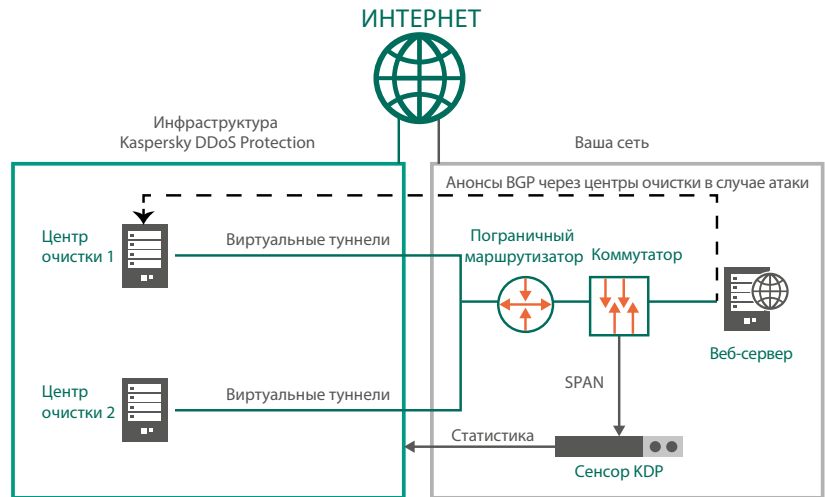 ИНТЕРНЕТ
Инфраструктура
Kaspersky DDoS Protection
Ваша сеть
Анонсы BGP через центры очистки в случае атаки
Центр
очистки 1
Виртуальные туннели
Пограничный
маршрутизатор
Коммутатор
Веб-сервер
Центр
очистки 2
Виртуальные туннели
SPAN
Статистика
Сенсор KDP